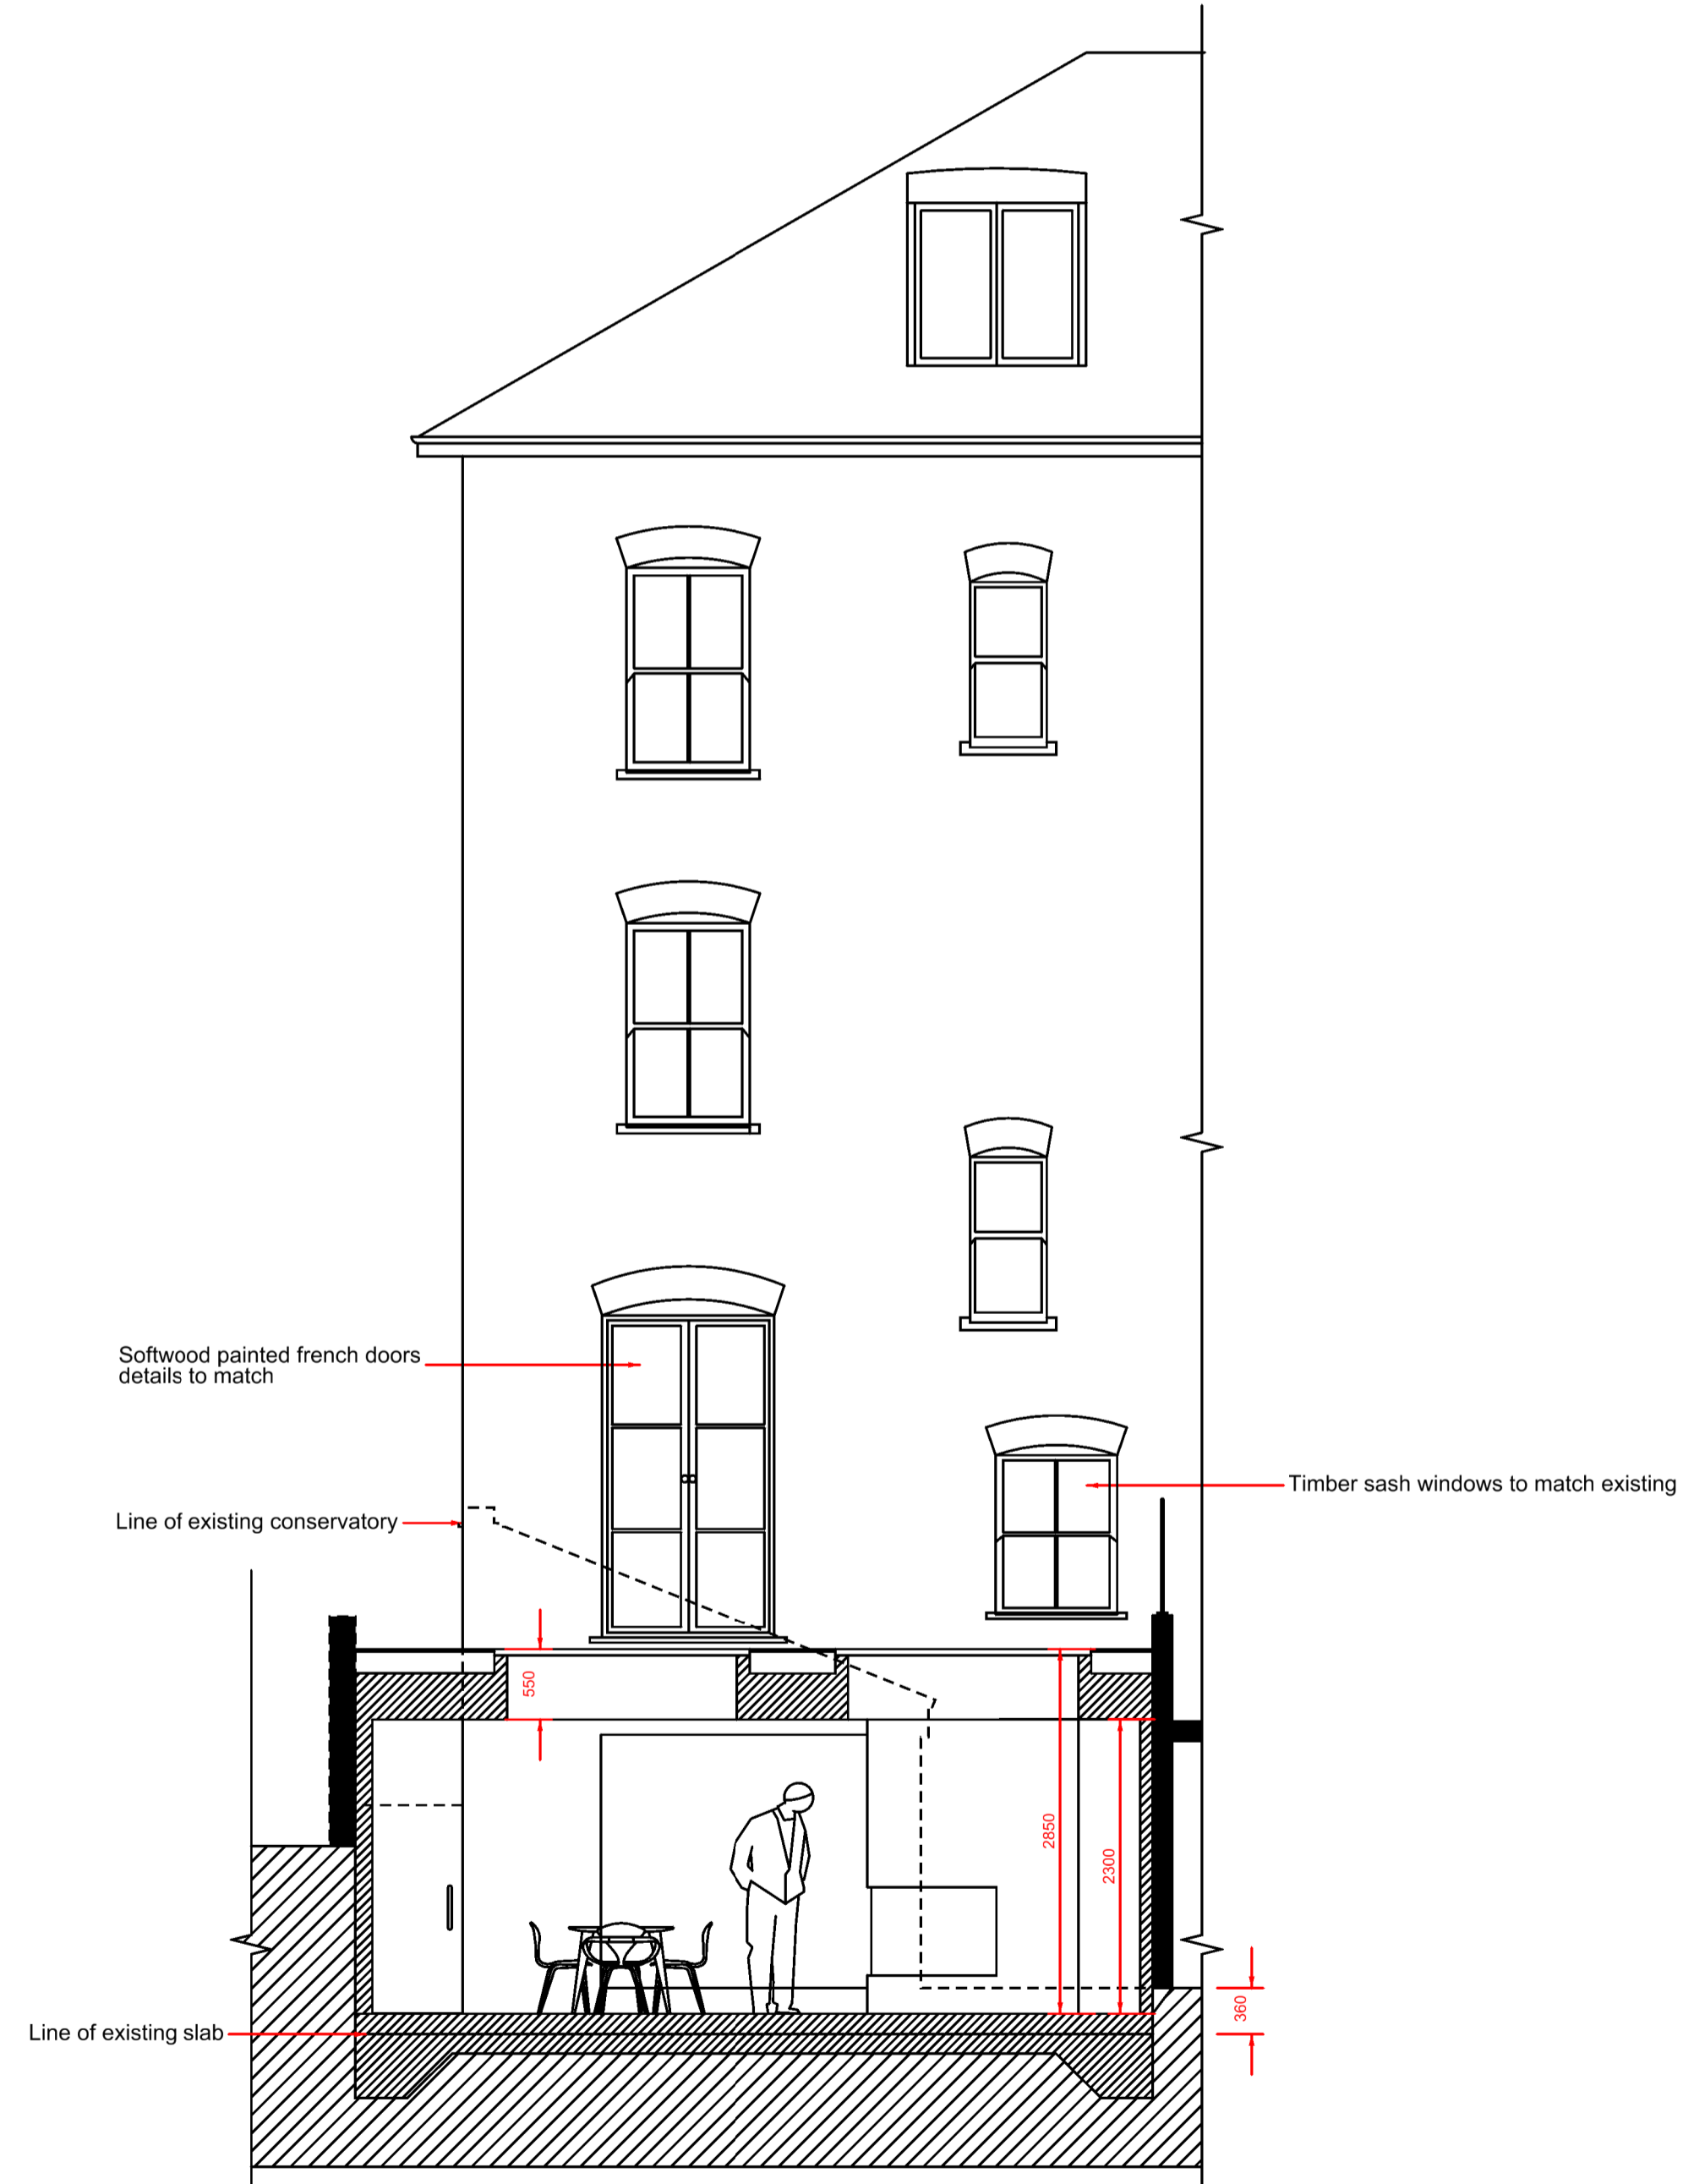 Softwood painted french doors
details to match
Timber sash windows to match existing
Line of existing conservatory
550
2850
2300
360
Line of existing slab